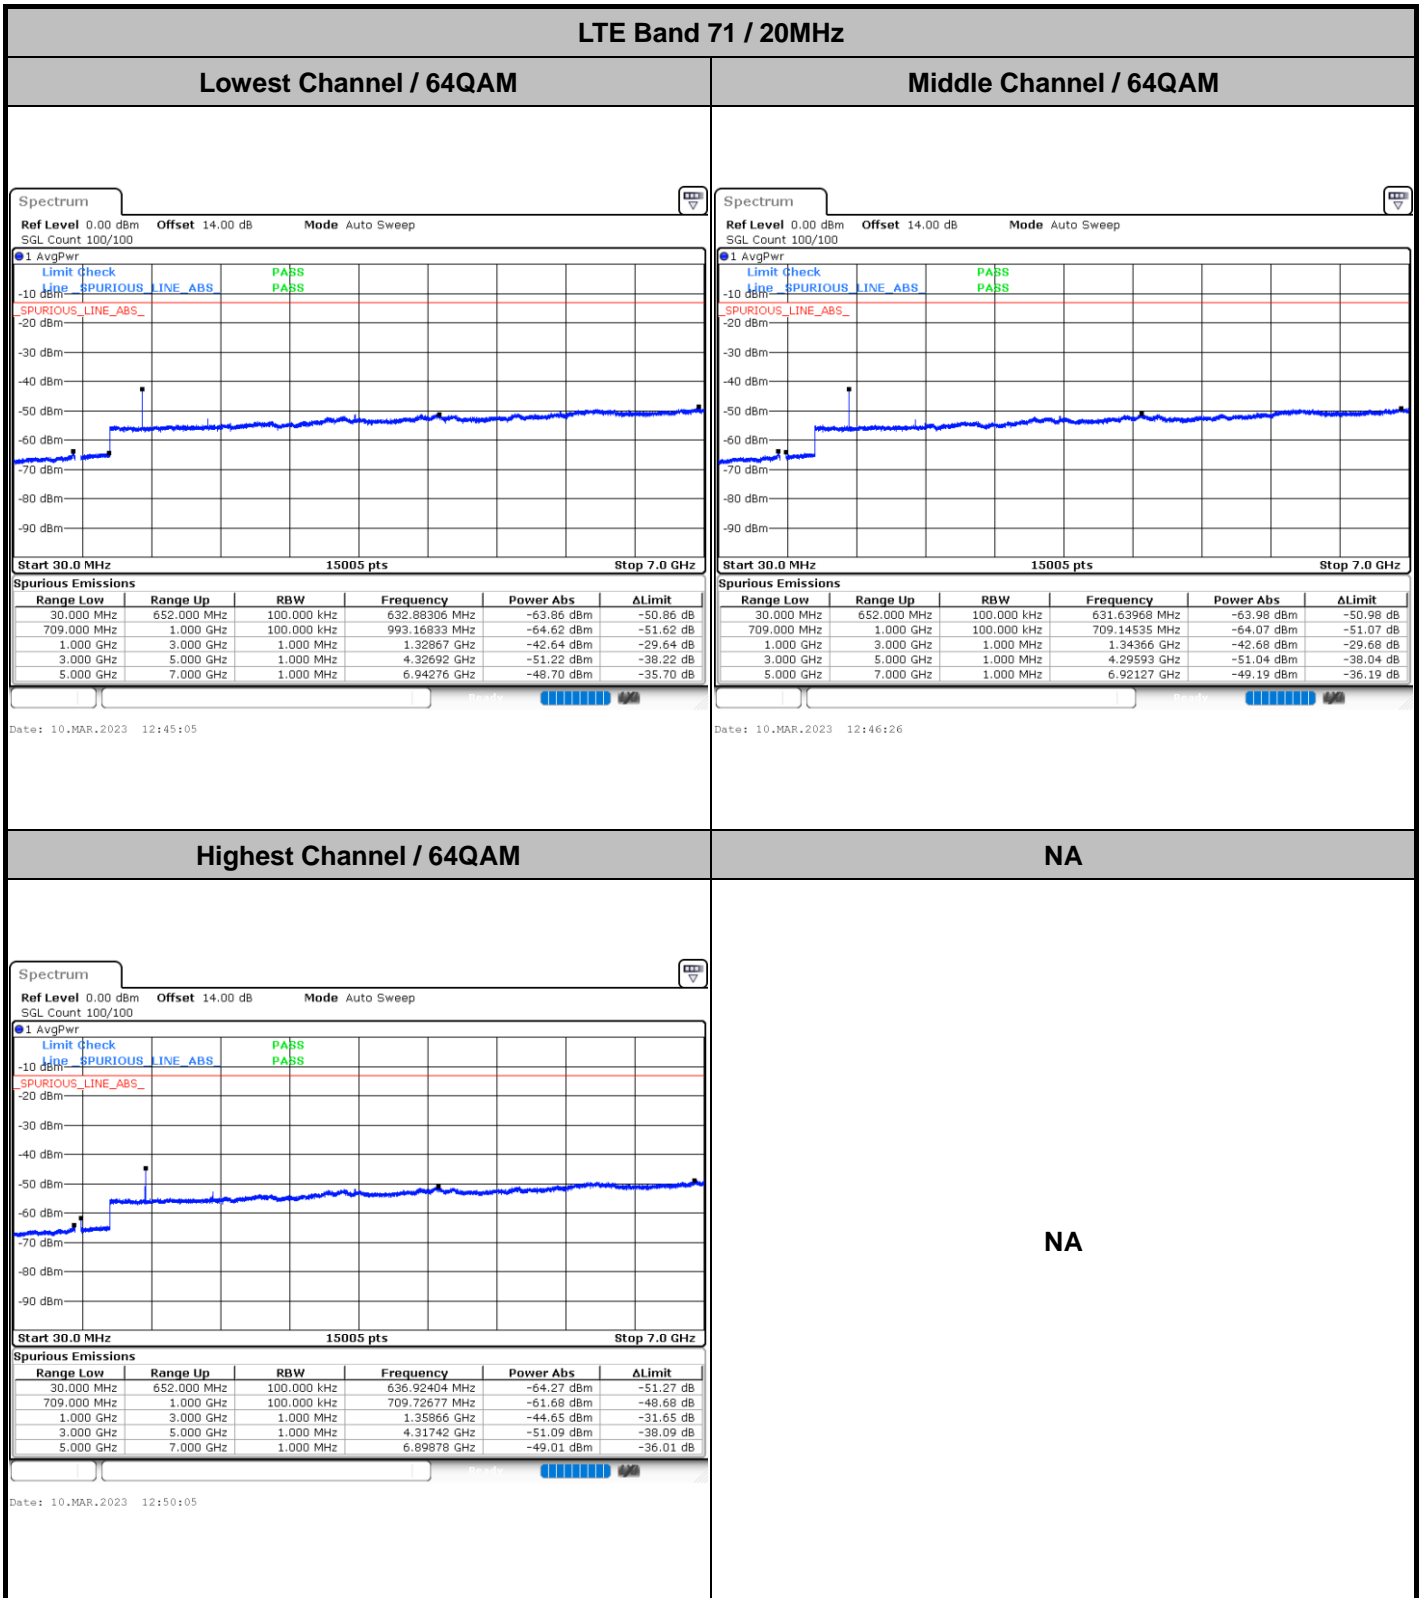 LTE Band 71 / 20MHz
Lowest Channel / 64QAM
Middle Channel / 64QAM
Spectrum
Ref Level 0.00 dBm Offset 14.00 dB Mode Auto Sweep
SGL Count 100/100
1 AvgPwr
Limit Check PASS
Line _SPURIOUS_LINE_ABS_ PASS
-10 dBm
_SPURIOUS_LINE_ABS_
-20 dBm
-30 dBm
-40 dBm
-50 dBm
-60 dBm
-70 dBm
-80 dBm
-90 dBm
Start 30.0 MHz 15005 pts Stop 7.0 GHz
Spurious Emissions
Range Low Range Up RBW Frequency Power Abs ΔLimit
30.000 MHz 652.000 MHz 100.000 kHz 632.88306 MHz -63.86 dBm -50.86 dB
709.000 MHz 1.000 GHz 100.000 kHz 993.16833 MHz -64.62 dBm -51.62 dB
1.000 GHz 3.000 GHz 1.000 MHz 1.32867 GHz -42.64 dBm -29.64 dB
3.000 GHz 5.000 GHz 1.000 MHz 4.32692 GHz -51.22 dBm -38.22 dB
5.000 GHz 7.000 GHz 1.000 MHz 6.94276 GHz -48.70 dBm -35.70 dB
Date: 10.MAR.2023 12:45:05
Spectrum
Ref Level 0.00 dBm Offset 14.00 dB Mode Auto Sweep
SGL Count 100/100
1 AvgPwr
Limit Check PASS
Line _SPURIOUS_LINE_ABS_ PASS
-10 dBm
_SPURIOUS_LINE_ABS_
-20 dBm
-30 dBm
-40 dBm
-50 dBm
-60 dBm
-70 dBm
-80 dBm
-90 dBm
Start 30.0 MHz 15005 pts Stop 7.0 GHz
Spurious Emissions
Range Low Range Up RBW Frequency Power Abs ΔLimit
30.000 MHz 652.000 MHz 100.000 kHz 631.63968 MHz -63.98 dBm -50.98 dB
709.000 MHz 1.000 GHz 100.000 kHz 709.14535 MHz -64.07 dBm -51.07 dB
1.000 GHz 3.000 GHz 1.000 MHz 1.34366 GHz -42.68 dBm -29.68 dB
3.000 GHz 5.000 GHz 1.000 MHz 4.29593 GHz -51.04 dBm -38.04 dB
5.000 GHz 7.000 GHz 1.000 MHz 6.92127 GHz -49.19 dBm -36.19 dB
Date: 10.MAR.2023 12:46:26
Highest Channel / 64QAM
NA
Spectrum
Ref Level 0.00 dBm Offset 14.00 dB Mode Auto Sweep
SGL Count 100/100
1 AvgPwr
Limit Check PASS
Line _SPURIOUS_LINE_ABS_ PASS
-10 dBm
_SPURIOUS_LINE_ABS_
-20 dBm
-30 dBm
-40 dBm
-50 dBm
-60 dBm
-70 dBm
-80 dBm
-90 dBm
Start 30.0 MHz 15005 pts Stop 7.0 GHz
Spurious Emissions
Range Low Range Up RBW Frequency Power Abs ΔLimit
30.000 MHz 652.000 MHz 100.000 kHz 636.92404 MHz -64.27 dBm -51.27 dB
709.000 MHz 1.000 GHz 100.000 kHz 709.72677 MHz -61.68 dBm -48.68 dB
1.000 GHz 3.000 GHz 1.000 MHz 1.35866 GHz -44.65 dBm -31.65 dB
3.000 GHz 5.000 GHz 1.000 MHz 4.31742 GHz -51.09 dBm -38.09 dB
5.000 GHz 7.000 GHz 1.000 MHz 6.89878 GHz -49.01 dBm -36.01 dB
Date: 10.MAR.2023 12:50:05
NA